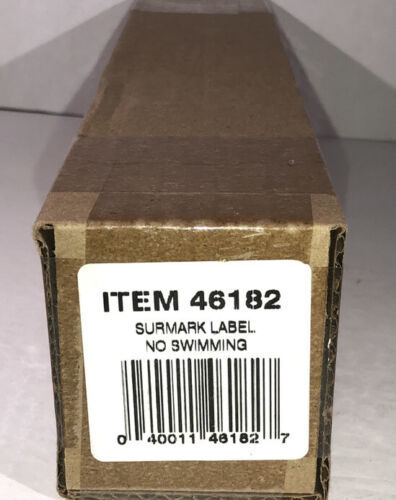 ITEM 46182
SURMARK LABEL.
NO SWIMMING
0 40011 46182 7